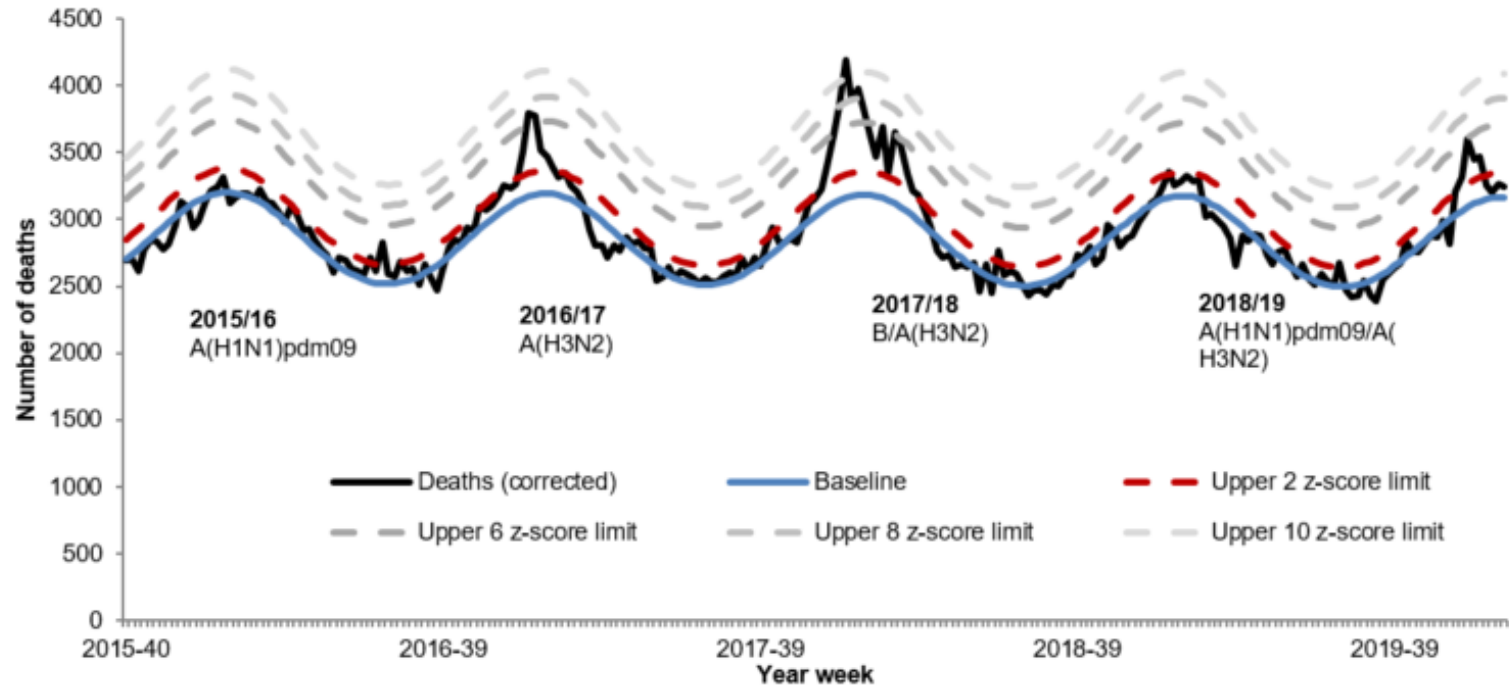 4500
4000
3500
3000
2500
2000
1500
1000
500
0
Number of deaths
2015/16
A(H1N1)pdm09
2016/17
A(H3N2)
2017/18
B/A(H3N2)
2018/19
A(H1N1)pdm09/A(
H3N2)
Deaths (corrected) Baseline Upper 2 z-score limit
Upper 6 z-score limit Upper 8 z-score limit Upper 10 z-score limit
2015-40 2016-39 2017-39 2018-39 2019-39
Year week